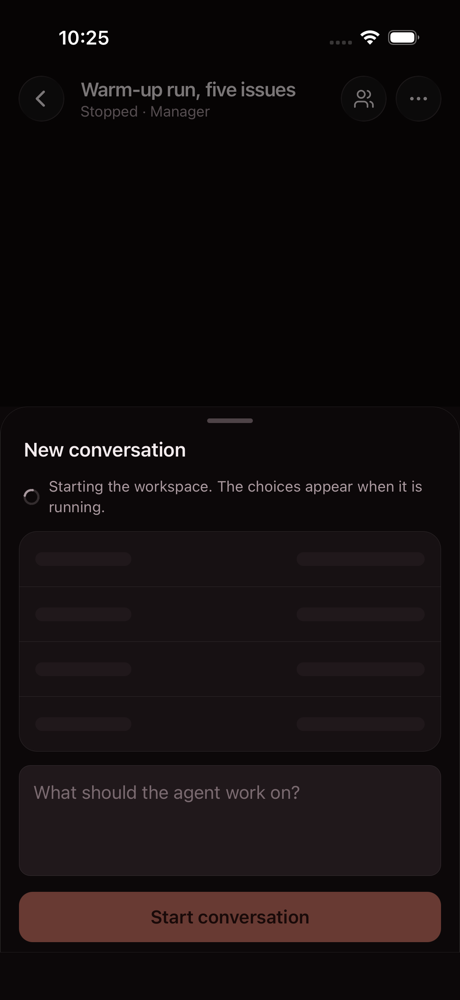 10:25
Warm-up run, five issues
Stopped · Manager
New conversation
Starting the workspace. The choices appear when it is
running.
What should the agent work on?
Start conversation